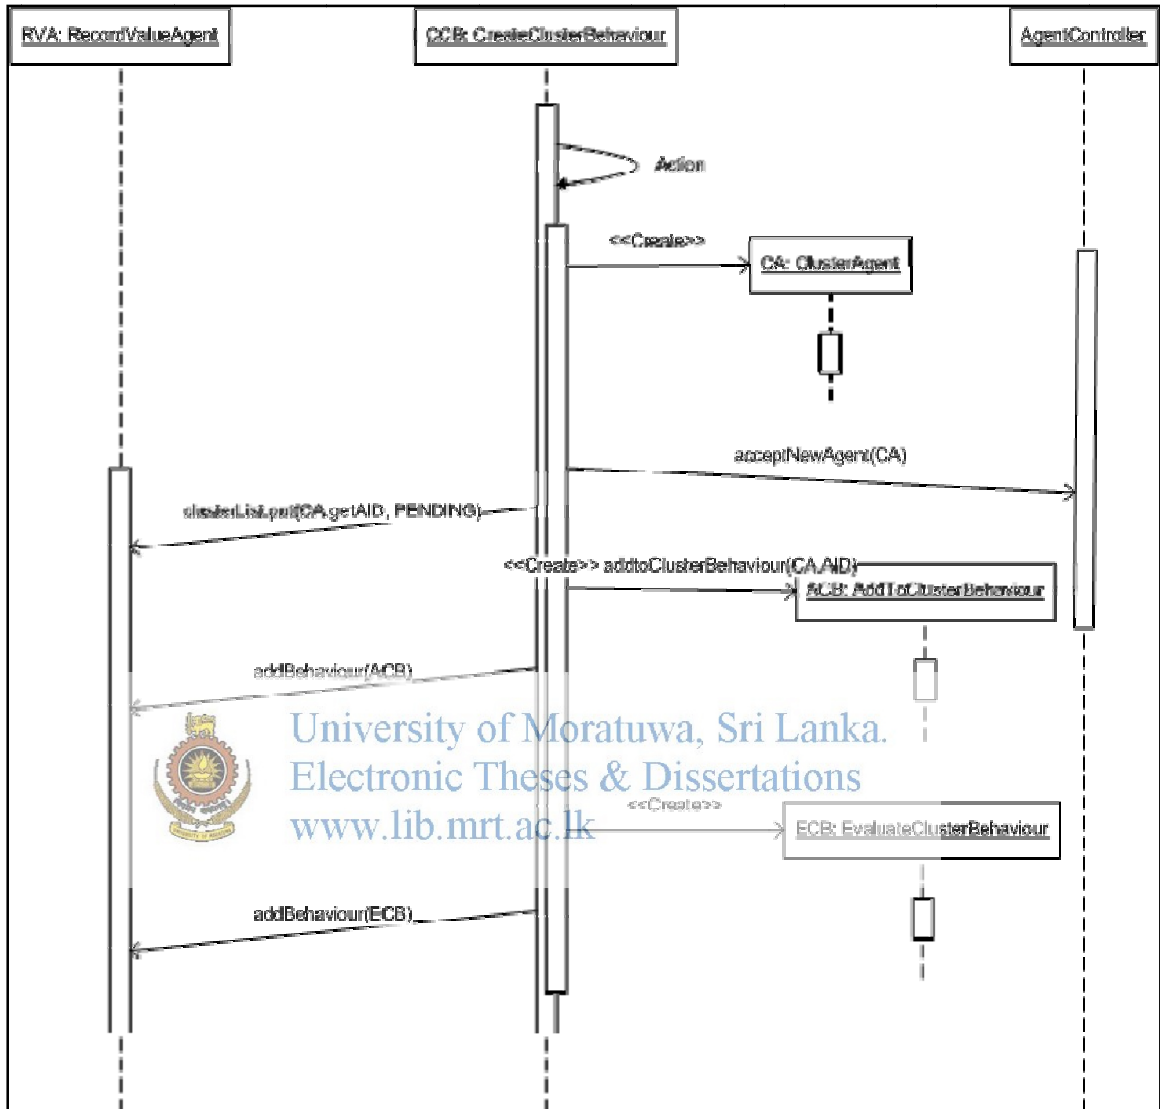 RVA: RecordValueAgent
CCB: CreateClusterBehaviour
AgentController
Action
<<Create>>
CA: ClusterAgent
acceptNewAgent(CA)
clusterList.put(CA.getAID, PENDING)
<<Create>> addtoClusterBehaviour(CA.AID)
ACB: AddToClusterBehaviour
addBehaviour(ACB)
University of Moratuwa, Sri Lanka.
Electronic Theses & Dissertations
<<Create>>
www.lib.mrt.ac.lk
ECB: EvaluateClusterBehaviour
addBehaviour(ECB)